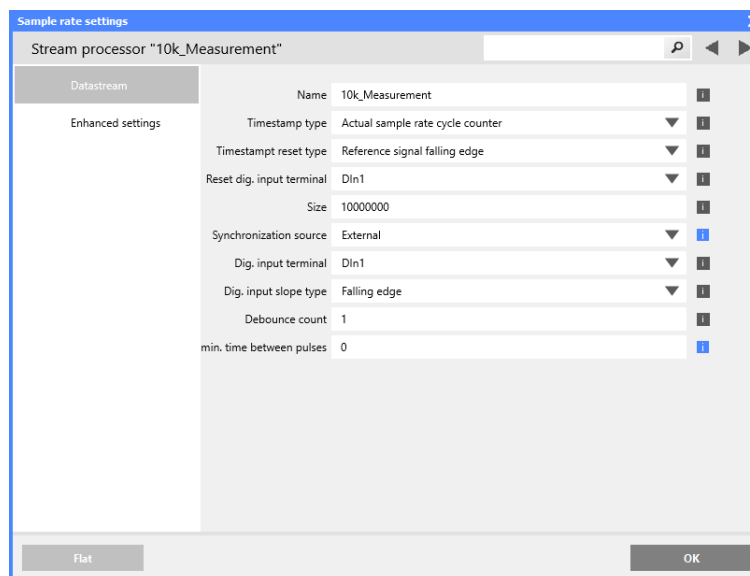 Sample rate settings
Stream processor "10k_Measurement"
Datastream
Enhanced settings
Name 10k_Measurement
Timestamp type Actual sample rate cycle counter
Timestampt reset type Reference signal falling edge
Reset dig. input terminal DIn1
Size 10000000
Synchronization source External
Dig. input terminal DIn1
Dig. input slope type Falling edge
Debounce count 1
min. time between pulses 0
Flat
OK